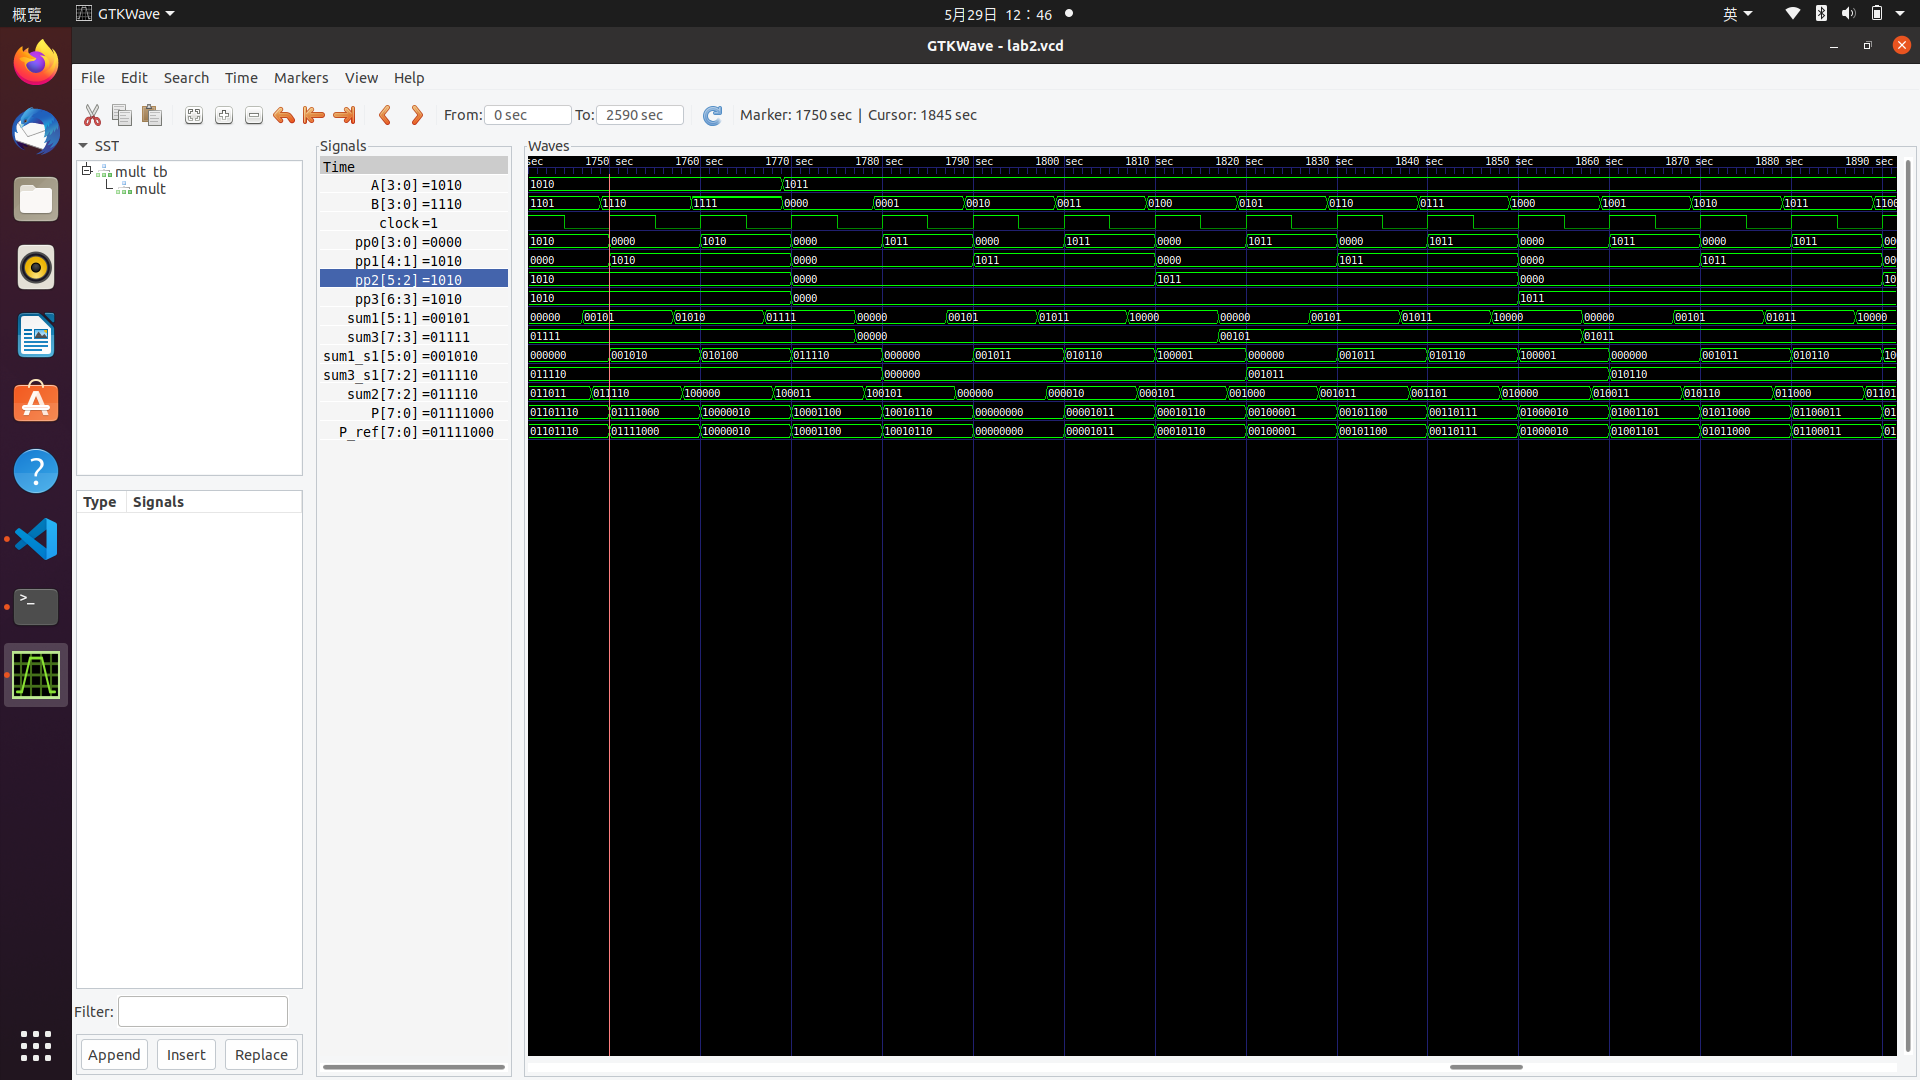 概覽 GTKWave 5月29日 12：46 英
GTKWave - lab2.vcd
File Edit Search Time Markers View Help
From: 0 sec To: 2590 sec Marker: 1750 sec | Cursor: 1845 sec
SST
mult_tb
mult
Type Signals
Filter:
Append Insert Replace
Signals
Time
A[3:0]=1010
B[3:0]=1110
clock=1
pp0[3:0]=0000
pp1[4:1]=1010
pp2[5:2]=1010
pp3[6:3]=1010
sum1[5:1]=00101
sum3[7:3]=01111
sum1_s1[5:0]=001010
sum3_s1[7:2]=011110
sum2[7:2]=011110
P[7:0]=01111000
P_ref[7:0]=01111000
Waves
sec 1750 sec 1760 sec 1770 sec 1780 sec 1790 sec 1800 sec 1810 sec 1820 sec 1830 sec 1840 sec 1850 sec 1860 sec 1870 sec 1880 sec 1890 sec
1010 1011
1101 1110 1111 0000 0001 0010 0011 0100 0101 0110 0111 1000 1001 1010 1011 1100
1010 0000 1010 0000 1011 0000 1011 0000 1011 0000 1011 0000 1011 0000 1011 00
0000 1010 0000 1011 0000 1011 0000 1011 00
1010 0000 1011 0000 10
1010 0000 1011
00000 00101 01010 01111 00000 00101 01011 10000 00000 00101 01011 10000 00000 00101 01011 10000
01111 00000 00101 01011
000000 001010 010100 011110 000000 001011 010110 100001 000000 001011 010110 100001 000000 001011 010110 10
011110 000000 001011 010110
011011 011110 100000 100011 100101 000000 000010 000101 001000 001011 001101 010000 010011 010110 011000 01101
01101110 01111000 10000010 10001100 10010110 00000000 00001011 00010110 00100001 00101100 00110111 01000010 01001101 01011000 01100011 01
01101110 01111000 10000010 10001100 10010110 00000000 00001011 00010110 00100001 00101100 00110111 01000010 01001101 01011000 01100011 01